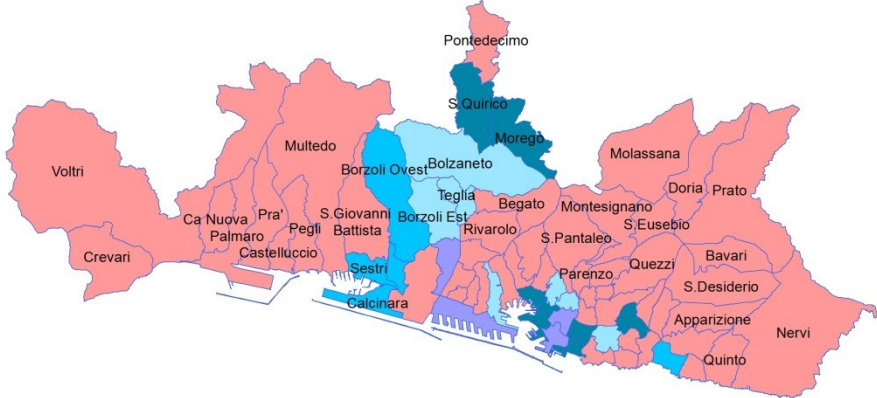 Pontedecimo
S.Quirico
Morego
Multedo
Molassana
Voltri
Borzoli Ovest
Bolzaneto
Doria
Prato
Teglia
Begato
Montesignano
Ca Nuova
Pra'
S.Giovanni
Battista
Borzoli Est
S.Eusebio
Palmaro
Pegli
Rivarolo
S.Pantaleo
Crevari
Castelluccio
Bavari
Sestri
Parenzo
Quezzi
S.Desiderio
Calcinara
Apparizione
Nervi
Quinto